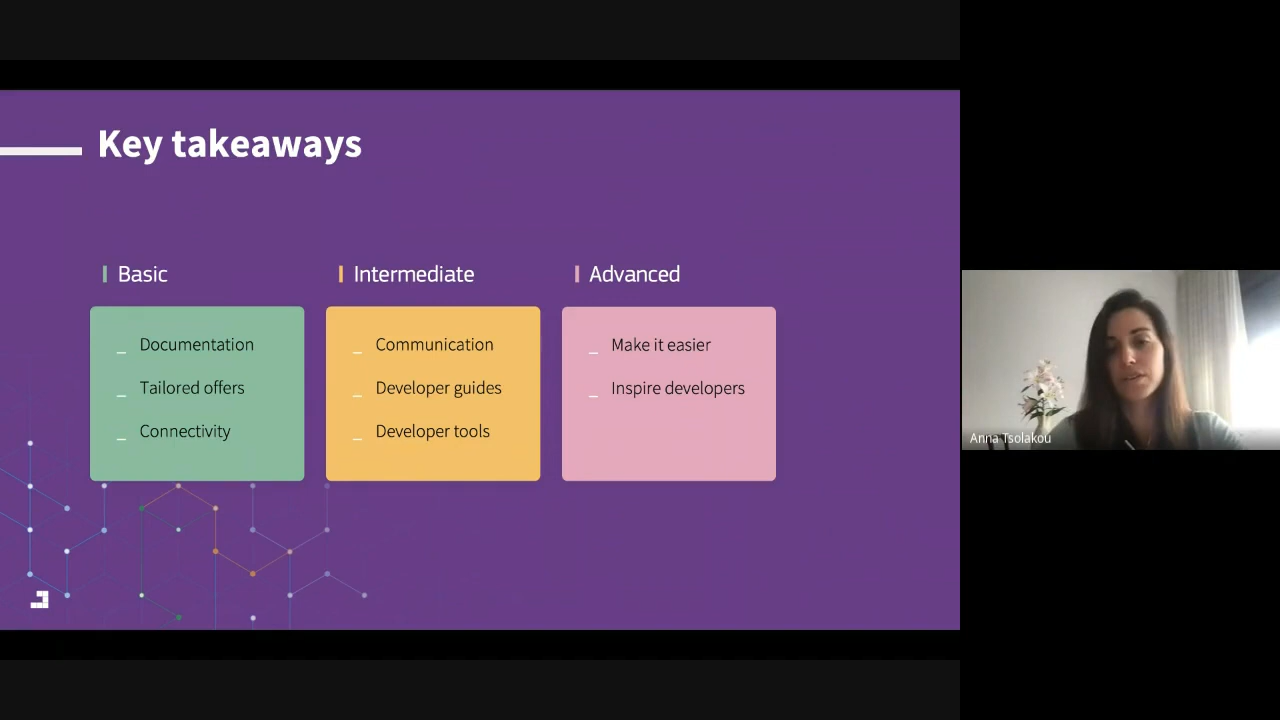 Key takeaways
Basic
Documentation
Tailored offers
Connectivity
Intermediate
Communication
Developer guides
Developer tools
Advanced
Make it easier
Inspire developers
Anna Tsolakou